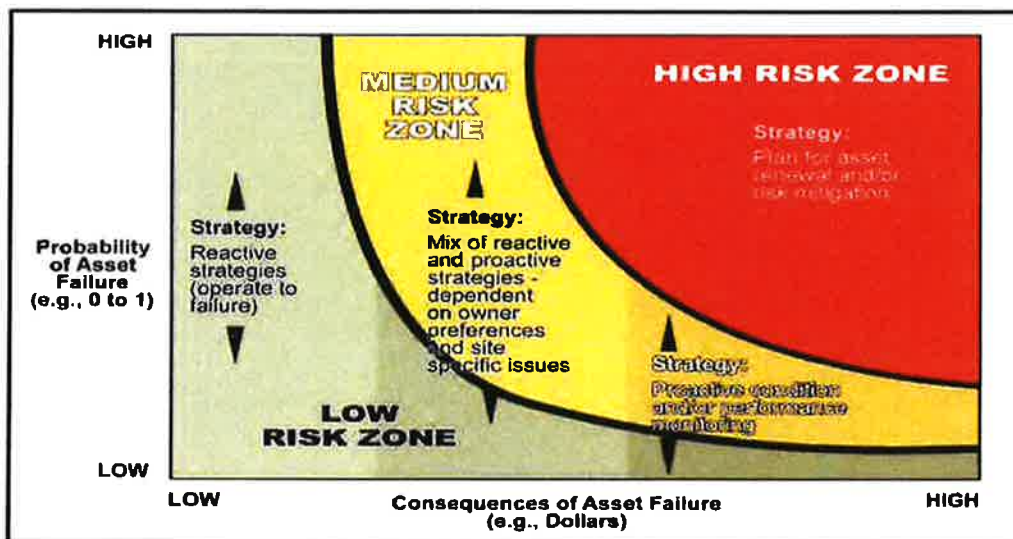 HIGH
MEDIUM
RISK
ZONE
HIGH RISK ZONE
Strategy:
Plan for asset
renewal and/or
risk mitigation
Strategy:
Reactive
strategies
(operate to
failure)
Strategy:
Mix of reactive
and proactive
strategies -
dependent
on owner
preferences
and site
specific issues
Probability
of Asset
Failure
(e.g., 0 to 1)
Strategy:
Proactive condition
and/or performance
monitoring
LOW
RISK ZONE
LOW
LOW
Consequences of Asset Failure
(e.g., Dollars)
HIGH